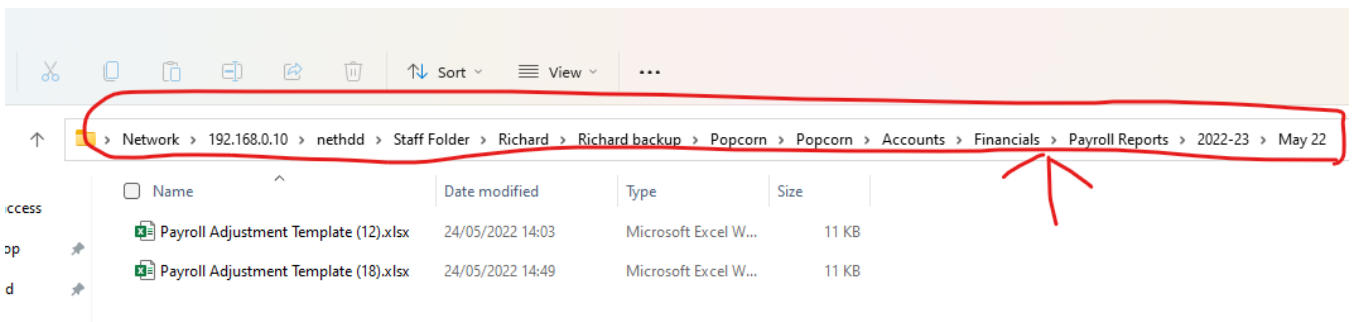 Sort View ...
Network > 192.168.0.10 > nethdd > Staff Folder > Richard > Richard backup > Popcorn > Popcorn > Accounts > Financials > Payroll Reports > 2022-23 > May 22
Name Date modified Type Size
ccess
Payroll Adjustment Template (12).xlsx 24/05/2022 14:03 Microsoft Excel W... 11 KB
op
Payroll Adjustment Template (18).xlsx 24/05/2022 14:49 Microsoft Excel W... 11 KB
d